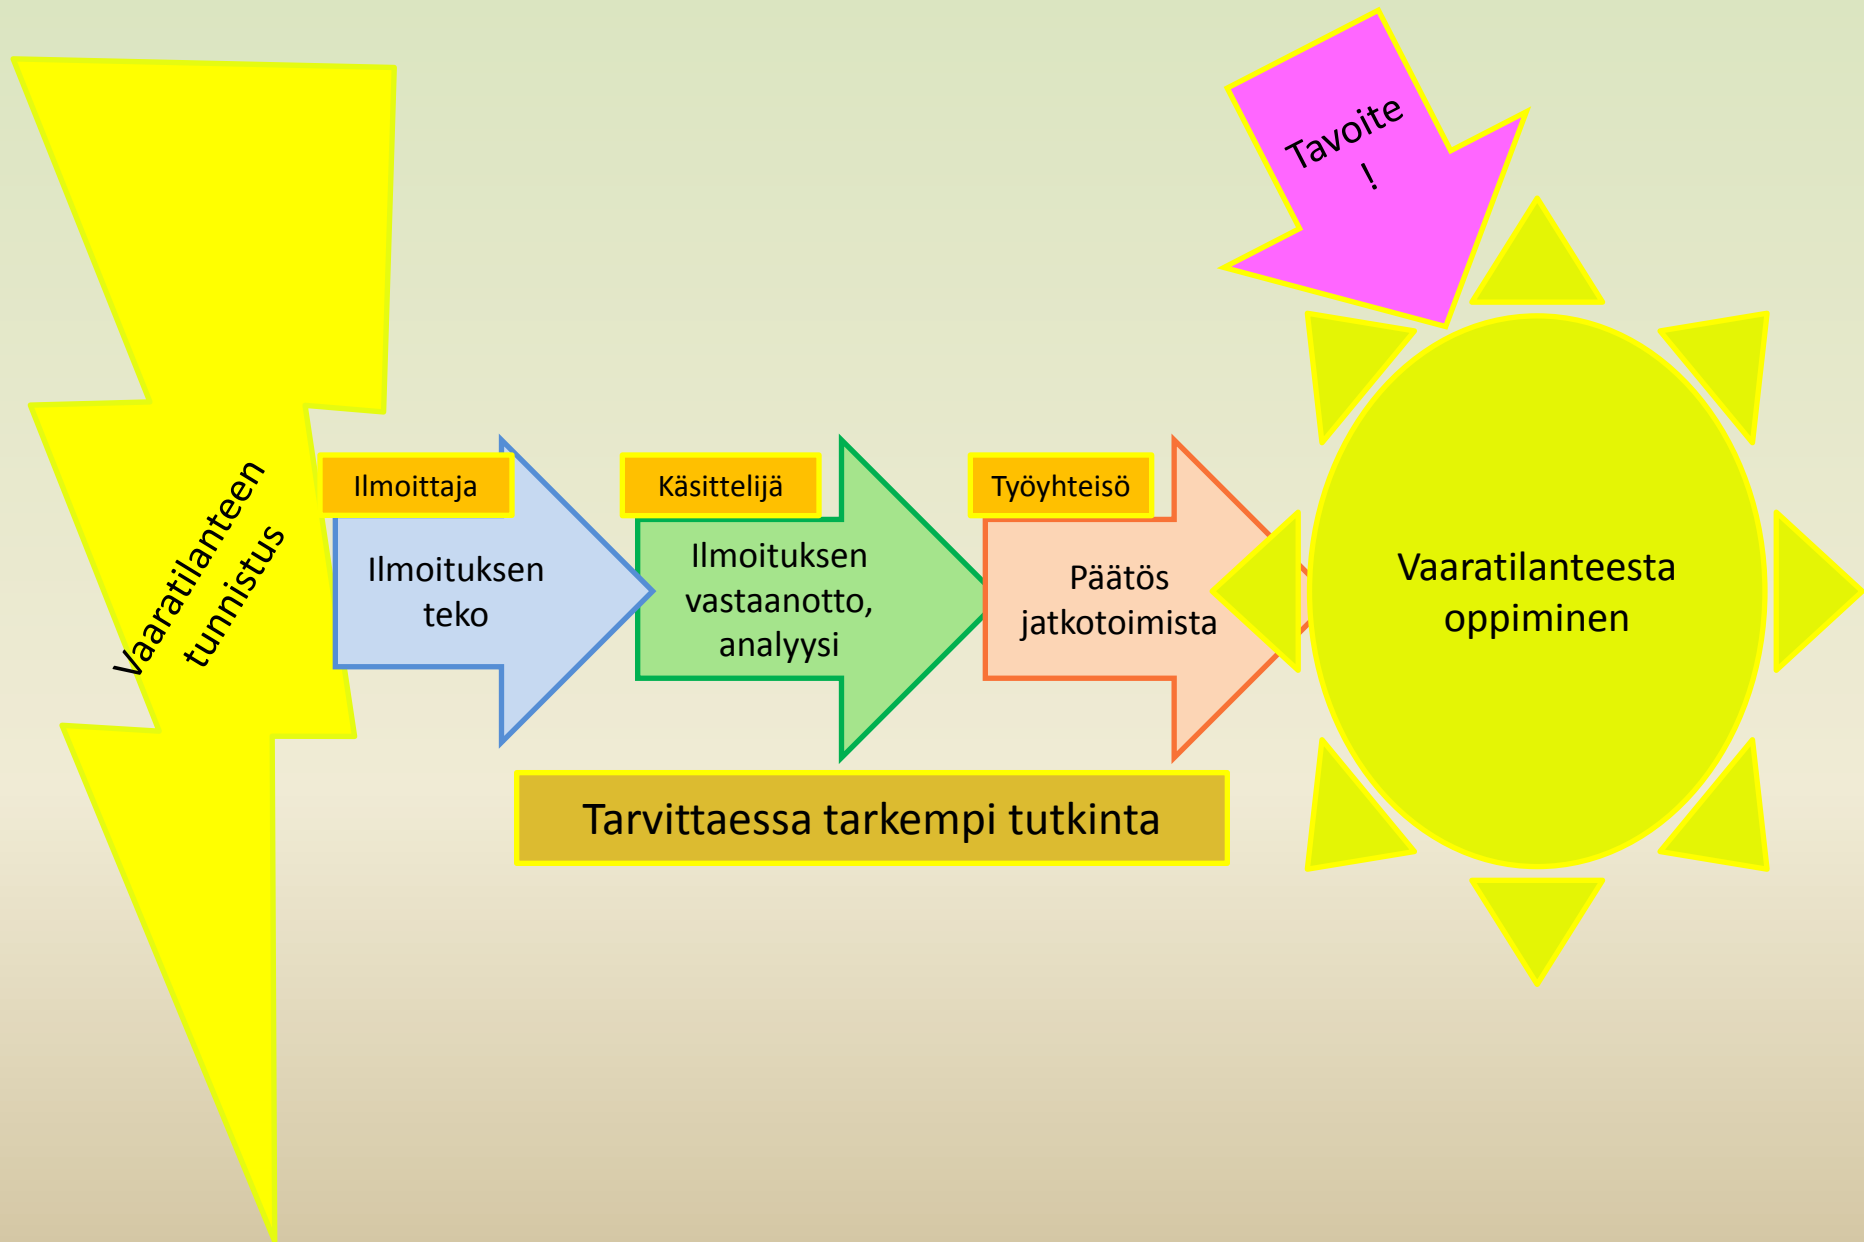 Tavoite
!
Vaaratilanteen
tunnistus
Ilmoittaja
Ilmoituksen
teko
Käsittelijä
Ilmoituksen
vastaanotto,
analyysi
Työyhteisö
Päätös
jatkotoimista
Vaaratilanteesta
oppiminen
Tarvittaessa tarkempi tutkinta